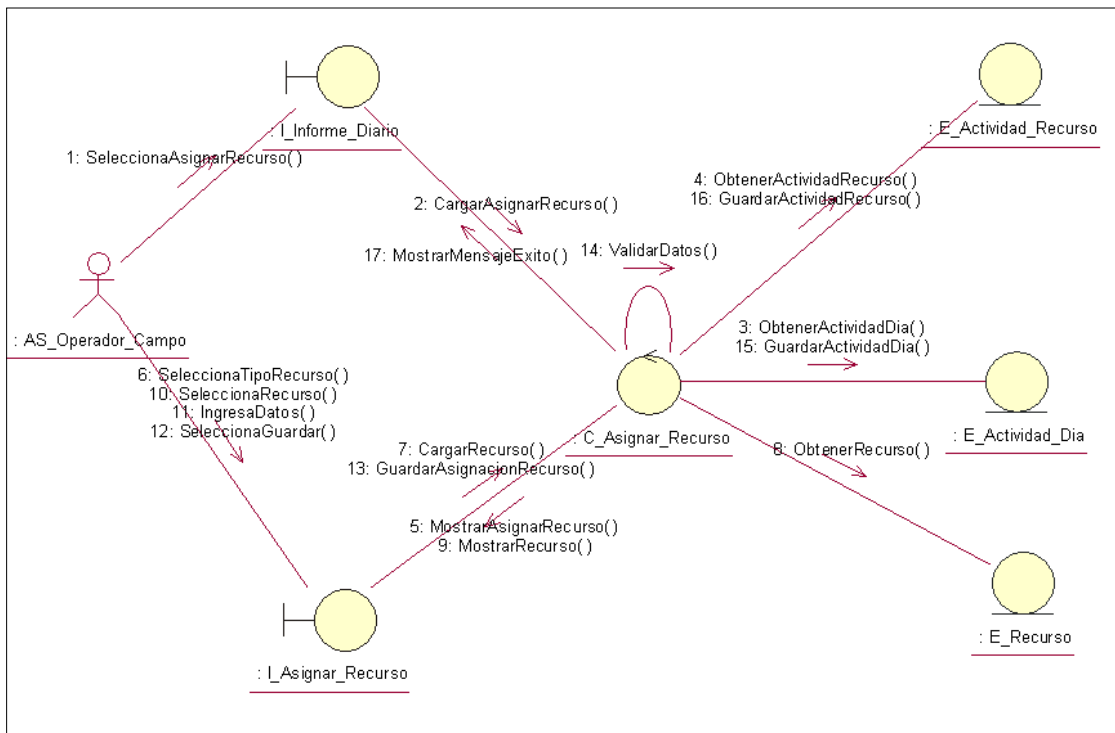 : I_Informe_Diario
: E_Actividad_Recurso
1: SeleccionaAsignarRecurso()
4: ObtenerActividadRecurso()
16: GuardarActividadRecurso()
2: CargarAsignarRecurso()
17: MostrarMensajeExito()
14: ValidarDatos()
: AS_Operador_Campo
3: ObtenerActividadDia()
15: GuardarActividadDia()
6: SeleccionaTipoRecurso()
10: SeleccionaRecurso()
11: IngresaDatos()
12: SeleccionaGuardar()
: C_Asignar_Recurso
: E_Actividad_Dia
7: CargarRecurso()
13: GuardarAsignacionRecurso()
8: ObtenerRecurso()
5: MostrarAsignarRecurso()
9: MostrarRecurso()
: E_Recurso
: I_Asignar_Recurso